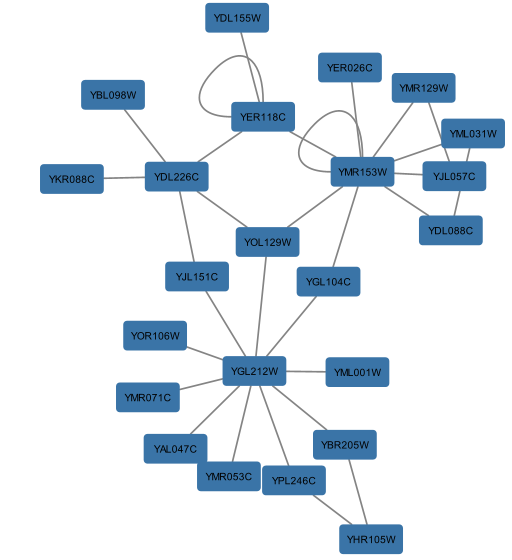 YDL155W
YER026C
YMR129W
YBL098W
YER118C
YML031W
YKR088C
YDL226C
YMR153W
YJL057C
YOL129W
YDL088C
YJL151C
YGL104C
YOR106W
YGL212W
YML001W
YMR071C
YAL047C
YBR205W
YMR053C
YPL246C
YHR105W